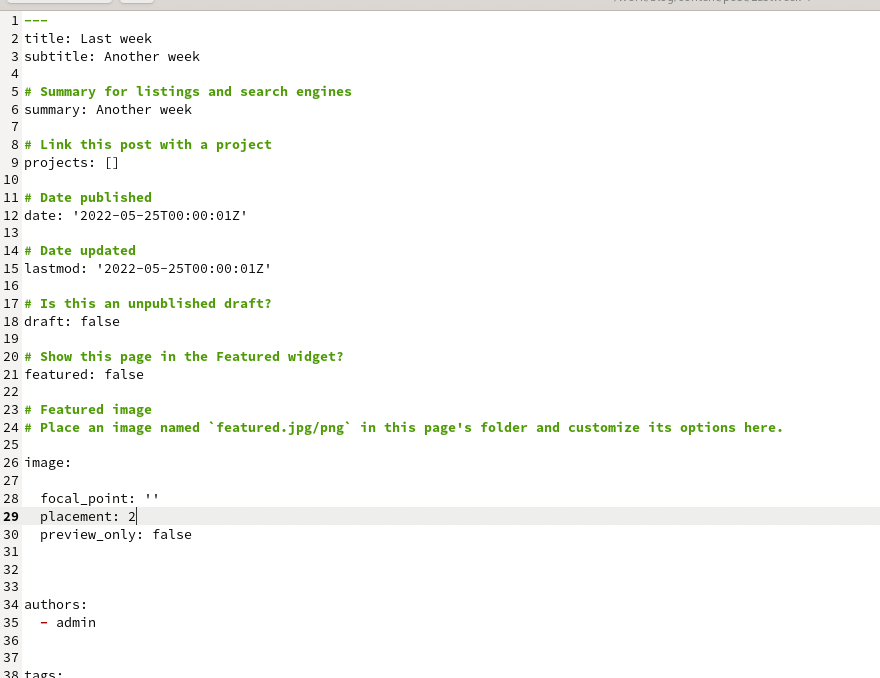 1 ---
2 title: Last week
3 subtitle: Another week
4
5 # Summary for listings and search engines
6 summary: Another week
7
8 # Link this post with a project
9 projects: []
10
11 # Date published
12 date: '2022-05-25T00:00:01Z'
13
14 # Date updated
15 lastmod: '2022-05-25T00:00:01Z'
16
17 # Is this an unpublished draft?
18 draft: false
19
20 # Show this page in the Featured widget?
21 featured: false
22
23 # Featured image
24 # Place an image named `featured.jpg/png` in this page's folder and customize its options here.
25
26 image:
27
28   focal_point: ''
29   placement: 2
30   preview_only: false
31
32
33
34 authors:
35   - admin
36
37
38 tags: